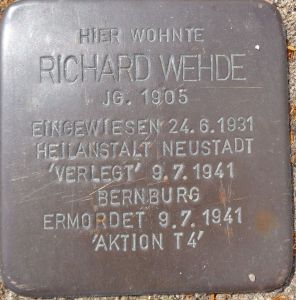 HIER WOHNTE
RICHARD WEHDE
JG. 1905
EINGEWIESEN 24.6.1931
HEILANSTALT NEUSTADT
'VERLEGT' 9.7.1941
BERNBURG
ERMORDET 9.7.1941
'AKTION T4'